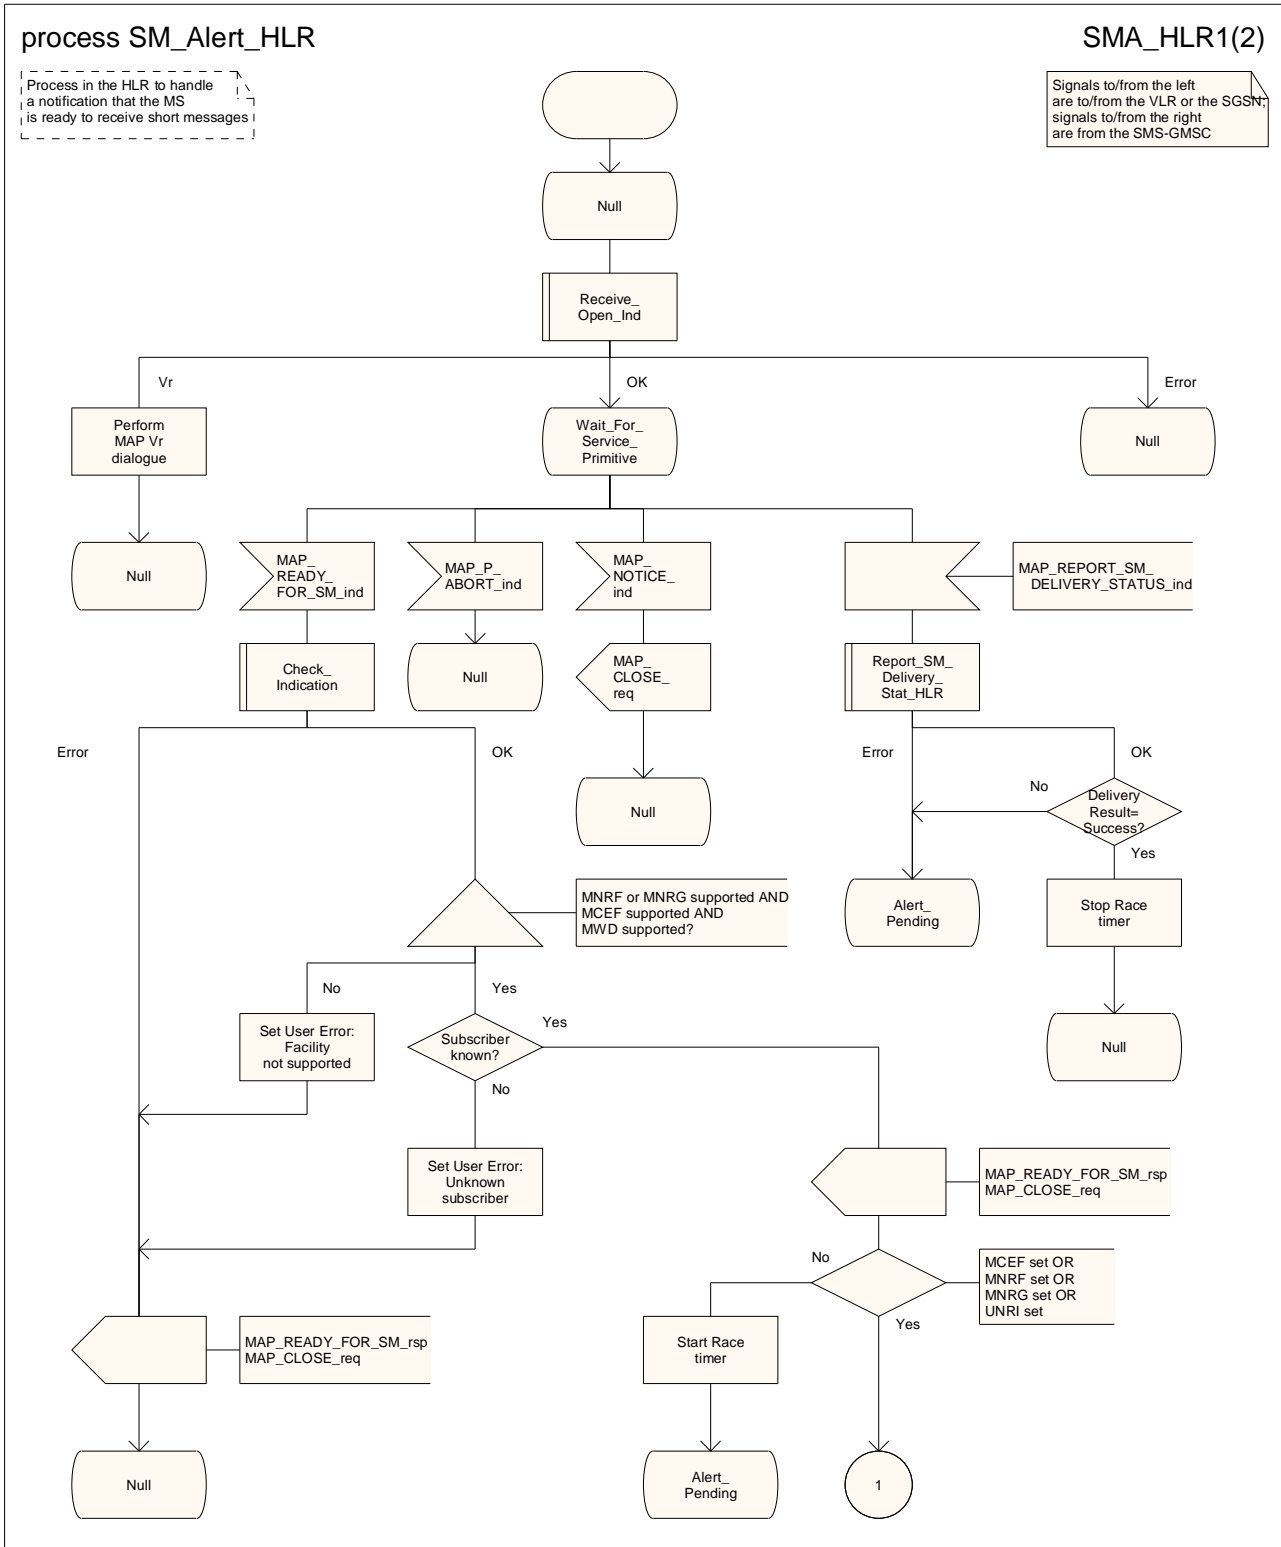 process SM_Alert_HLR
SMA_HLR1(2)
Process in the HLR to handle
a notification that the MS
is ready to receive short messages
Signals to/from the left
are to/from the VLR or the SGSN;
signals to/from the right
are from the SMS-GMSC
Null
Receive_
Open_Ind
Vr
OK
Error
Perform
MAP Vr
dialogue
Wait_For_
Service_
Primitive
Null
Null
MAP_
READY_
FOR_SM_ind
MAP_P_
ABORT_ind
MAP_
NOTICE_
ind
MAP_REPORT_SM_
DELIVERY_STATUS_ind
Check_
Indication
Null
MAP_
CLOSE_
req
Report_SM_
Delivery_
Stat_HLR
Error
OK
Error
OK
Null
No
Delivery
Result=
Success?
Yes
MNRF or MNRG supported AND
MCEF supported AND
MWD supported?
Alert_
Pending
Stop Race
timer
No
Yes
Set User Error:
Facility
not supported
Subscriber
known?
Yes
No
Null
Set User Error:
Unknown
subscriber
MAP_READY_FOR_SM_rsp
MAP_CLOSE_req
No
MCEF set OR
MNRF set OR
MNRG set OR
UNRI set
Yes
MAP_READY_FOR_SM_rsp
MAP_CLOSE_req
Start Race
timer
Null
Alert_
Pending
1